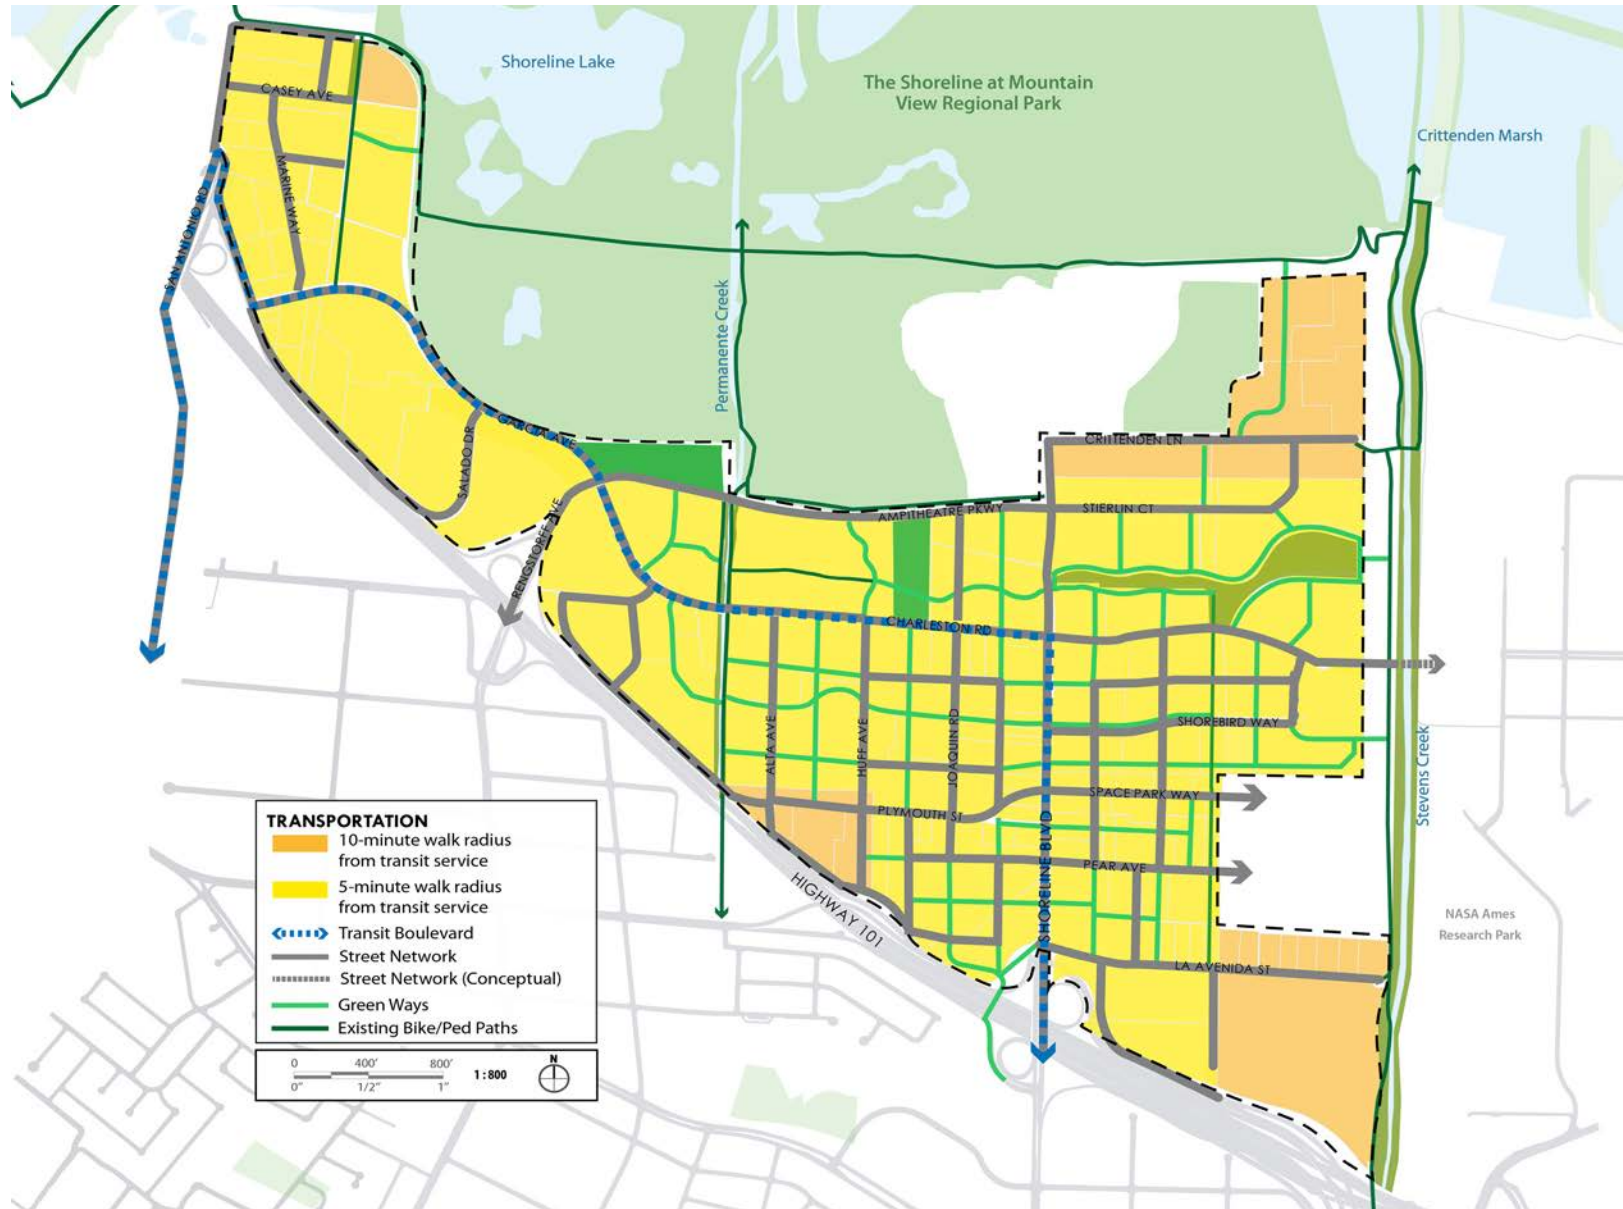 Shoreline Lake
The Shoreline at Mountain
View Regional Park
Crittenden Marsh
CASEY AVE
MARINE WAY
SAN ANTONIO RD
Permanente Creek
GARCIA AVE
SALADO DR
RENGSTORFF AVE
CRITTENDEN LN
AMPITHEATRE PKWY
STIERLIN CT
CHARLESTON RD
SHOREBIRD WAY
ALTA AVE
HUFF AVE
JOAQUIN RD
PLYMOUTH ST
SPACE PARK WAY
PEAR AVE
SHORELINE BLVD
LA AVENIDA ST
HIGHWAY 101
Stevens Creek
NASA Ames
Research Park
TRANSPORTATION
10-minute walk radius
from transit service
5-minute walk radius
from transit service
Transit Boulevard
Street Network
Street Network (Conceptual)
Green Ways
Existing Bike/Ped Paths
0 400' 800'
0" 1/2" 1"
1:800
N